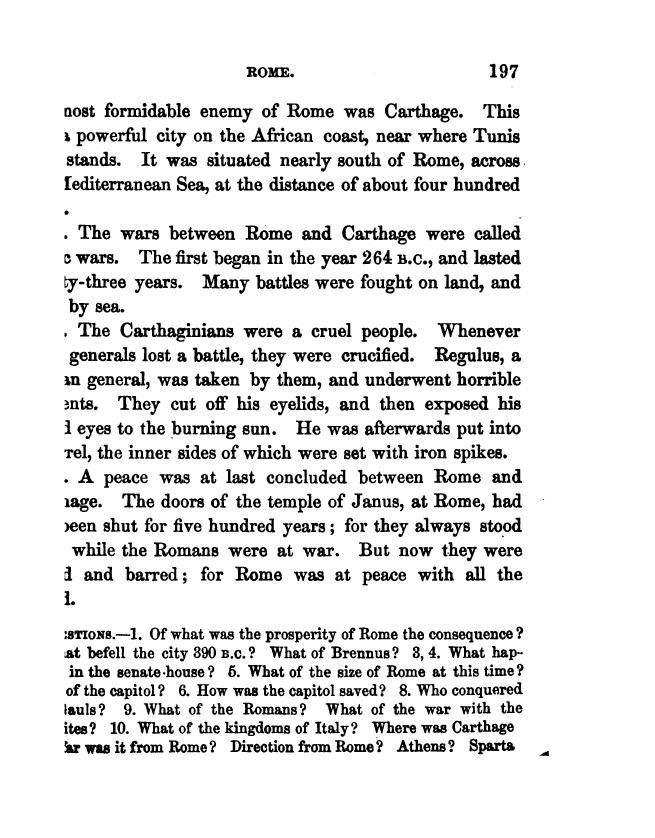 ROME. 197
nost formidable enemy of Rome was Carthage. This
a powerful city on the African coast, near where Tunis
stands. It was situated nearly south of Rome, across
Iediterranean Sea, at the distance of about four hundred
.
. The wars between Rome and Carthage were called
c wars. The first began in the year 264 B.C., and lasted
ty-three years. Many battles were fought on land, and
by sea.
. The Carthaginians were a cruel people. Whenever
generals lost a battle, they were crucified. Regulus, a
an general, was taken by them, and underwent horrible
ents. They cut off his eyelids, and then exposed his
d eyes to the burning sun. He was afterwards put into
rel, the inner sides of which were set with iron spikes.
. A peace was at last concluded between Rome and
hage. The doors of the temple of Janus, at Rome, had
been shut for five hundred years; for they always stood
while the Romans were at war. But now they were
d and barred; for Rome was at peace with all the
l.
ESTIONS.—1. Of what was the prosperity of Rome the consequence?
at befell the city 390 B.C.? What of Brennus? 3, 4. What hap-
in the senate-house? 5. What of the size of Rome at this time?
of the capitol? 6. How was the capitol saved? 8. Who conquered
auls? 9. What of the Romans? What of the war with the
ites? 10. What of the kingdoms of Italy? Where was Carthage
far was it from Rome? Direction from Rome? Athens? Sparta